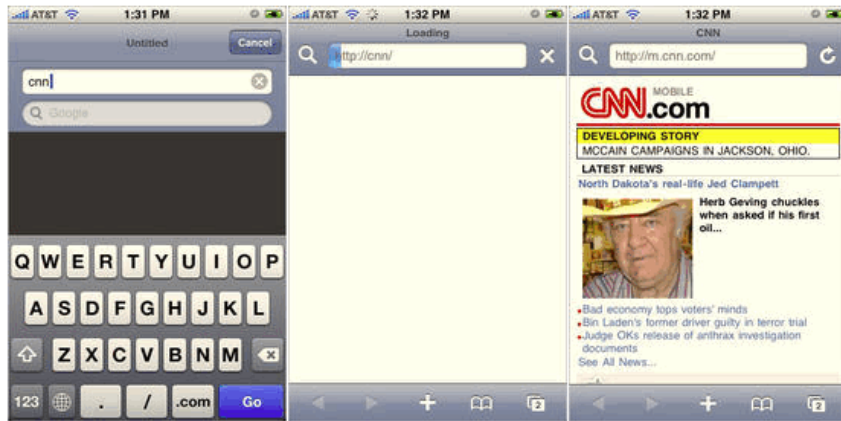 AT&T 1:31 PM
Untitled
Cancel
cnn
Google
Q W E R T Y U I O P
A S D F G H J K L
Z X C V B N M
123 . / .com Go
AT&T 1:32 PM
Loading
http://cnn/
2
AT&T 1:32 PM
CNN
http://m.cnn.com/
CNN.com MOBILE
DEVELOPING STORY
MCCAIN CAMPAIGNS IN JACKSON, OHIO.
LATEST NEWS
North Dakota's real-life Jed Clampett
Herb Geving chuckles
when asked if his first
oil...
Bad economy tops voters' minds
Bin Laden's former driver guilty in terror trial
Judge OKs release of anthrax investigation
documents
See All News...
2